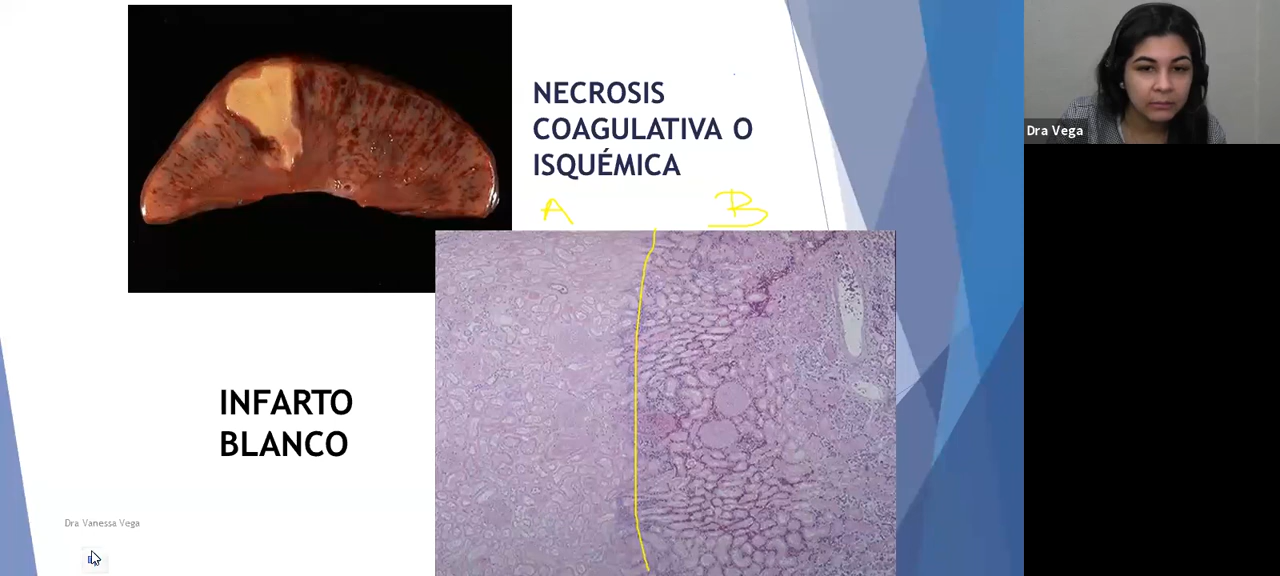 NECROSIS
COAGULATIVA O
ISQUÉMICA
A B
INFARTO
BLANCO
Dra Vanessa Vega
Dra Vega